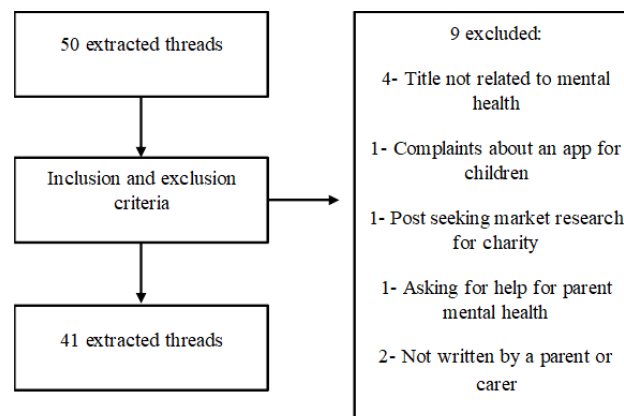 50 extracted threads
Inclusion and exclusion
criteria
41 extracted threads
9 excluded:
4- Title not related to mental
health
1- Complaints about an app for
children
1- Post seeking market research
for charity
1- Asking for help for parent
mental health
2- Not written by a parent or
carer